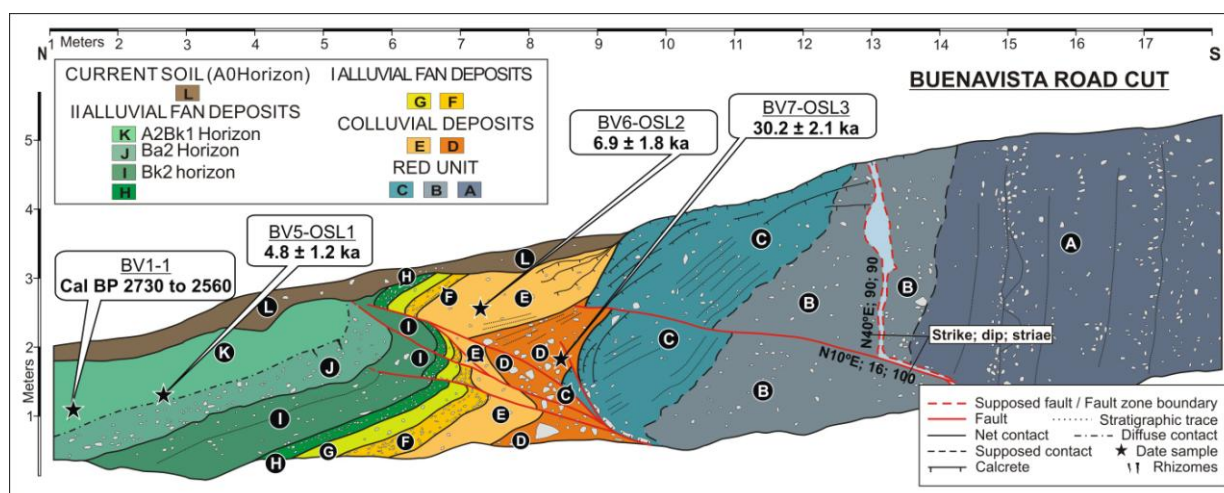 N
Meters
1 2 3 4 5 6 7 8 9 10 11 12 13 14 15 16 17
S
BUENAVISTA ROAD CUT
CURRENT SOIL (A0Horizon)
L
II ALLUVIAL FAN DEPOSITS
K A2Bk1 Horizon
J Ba2 Horizon
I Bk2 horizon
H
I ALLUVIAL FAN DEPOSITS
G F
COLLUVIAL DEPOSITS
E D
RED UNIT
C B A
BV1-1
Cal BP 2730 to 2560
BV5-OSL1
4.8 ± 1.2 ka
BV6-OSL2
6.9 ± 1.8 ka
BV7-OSL3
30.2 ± 2.1 ka
5
4
3
2
1
Meters
L
L
K
J
I
I
I
H
H
G
F
F
E
E
E
D
D
D
C
C
C
B
B
B
A
N40ºE; 90; 90
Strike; dip; striae
N10ºE; 16; 100
Supposed fault / Fault zone boundary
Fault
Stratigraphic trace
Net contact
Diffuse contact
Supposed contact
Date sample
Calcrete
Rhizomes